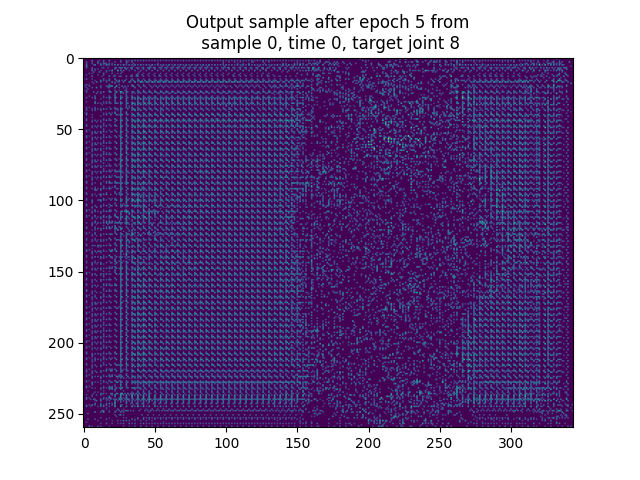 Output sample after epoch 5 from
sample 0, time 0, target joint 8
0
50
100
150
200
250
0 50 100 150 200 250 300